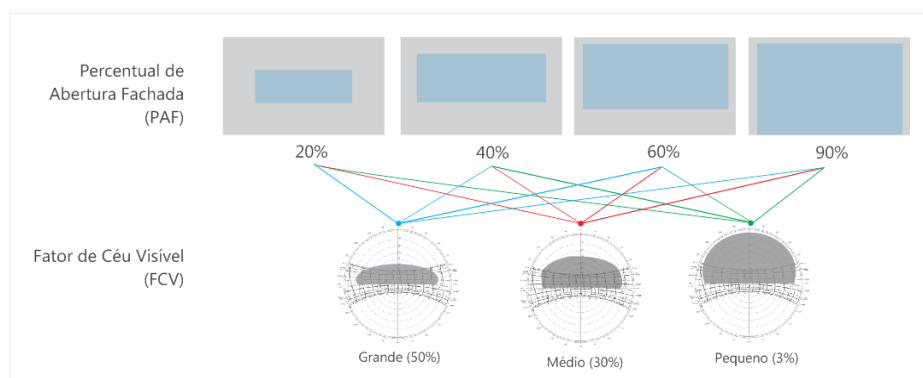 Percentual de
Abertura Fachada
(PAF)
20%
40%
60%
90%
Fator de Céu Visível
(FCV)
Grande (50%)
Médio (30%)
Pequeno (3%)